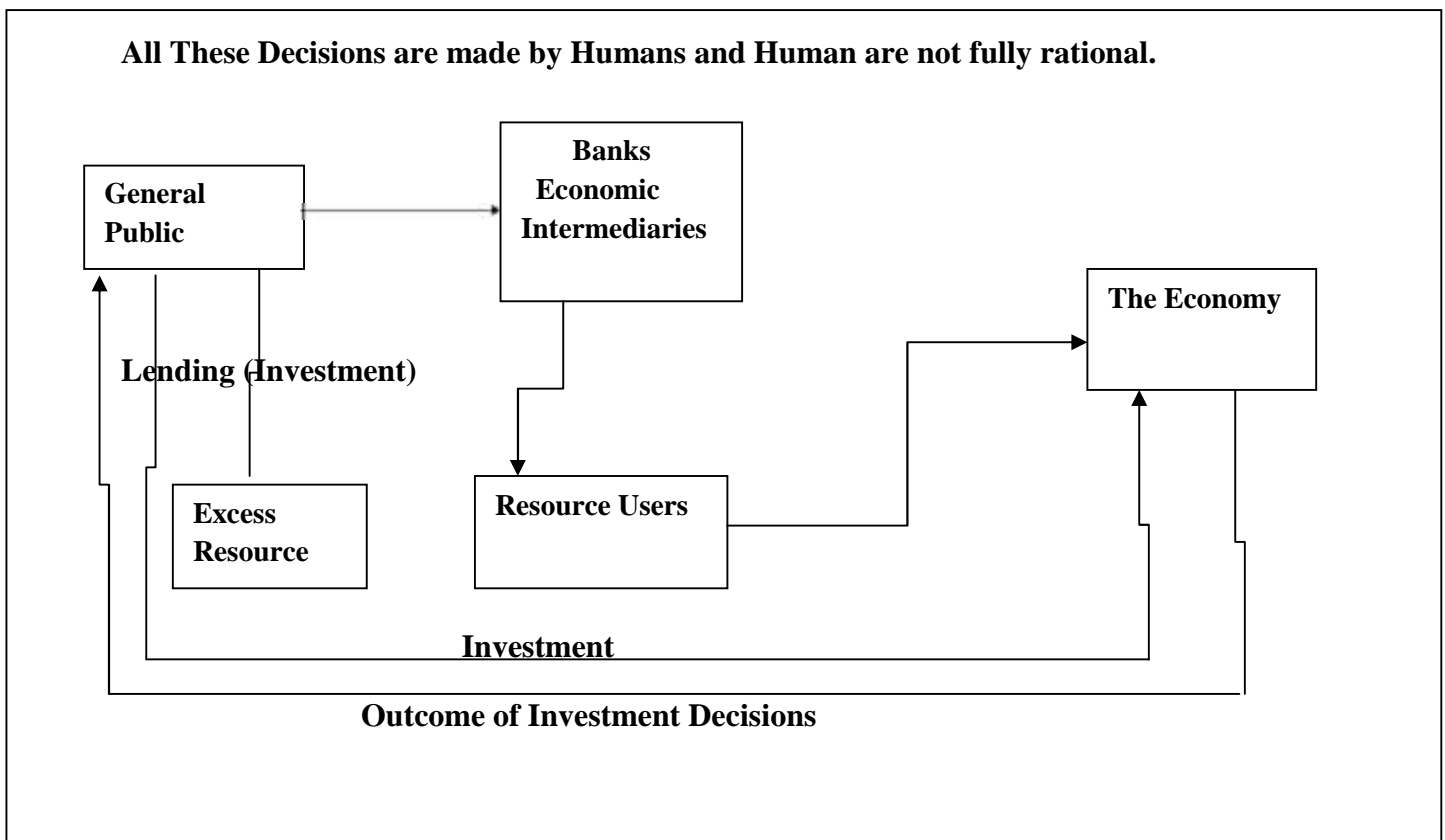 All These Decisions are made by Humans and Human are not fully rational.
Banks
Economic
Intermediaries
General
Public
The Economy
Lending (Investment)
Excess
Resource
Resource Users
Investment
Outcome of Investment Decisions